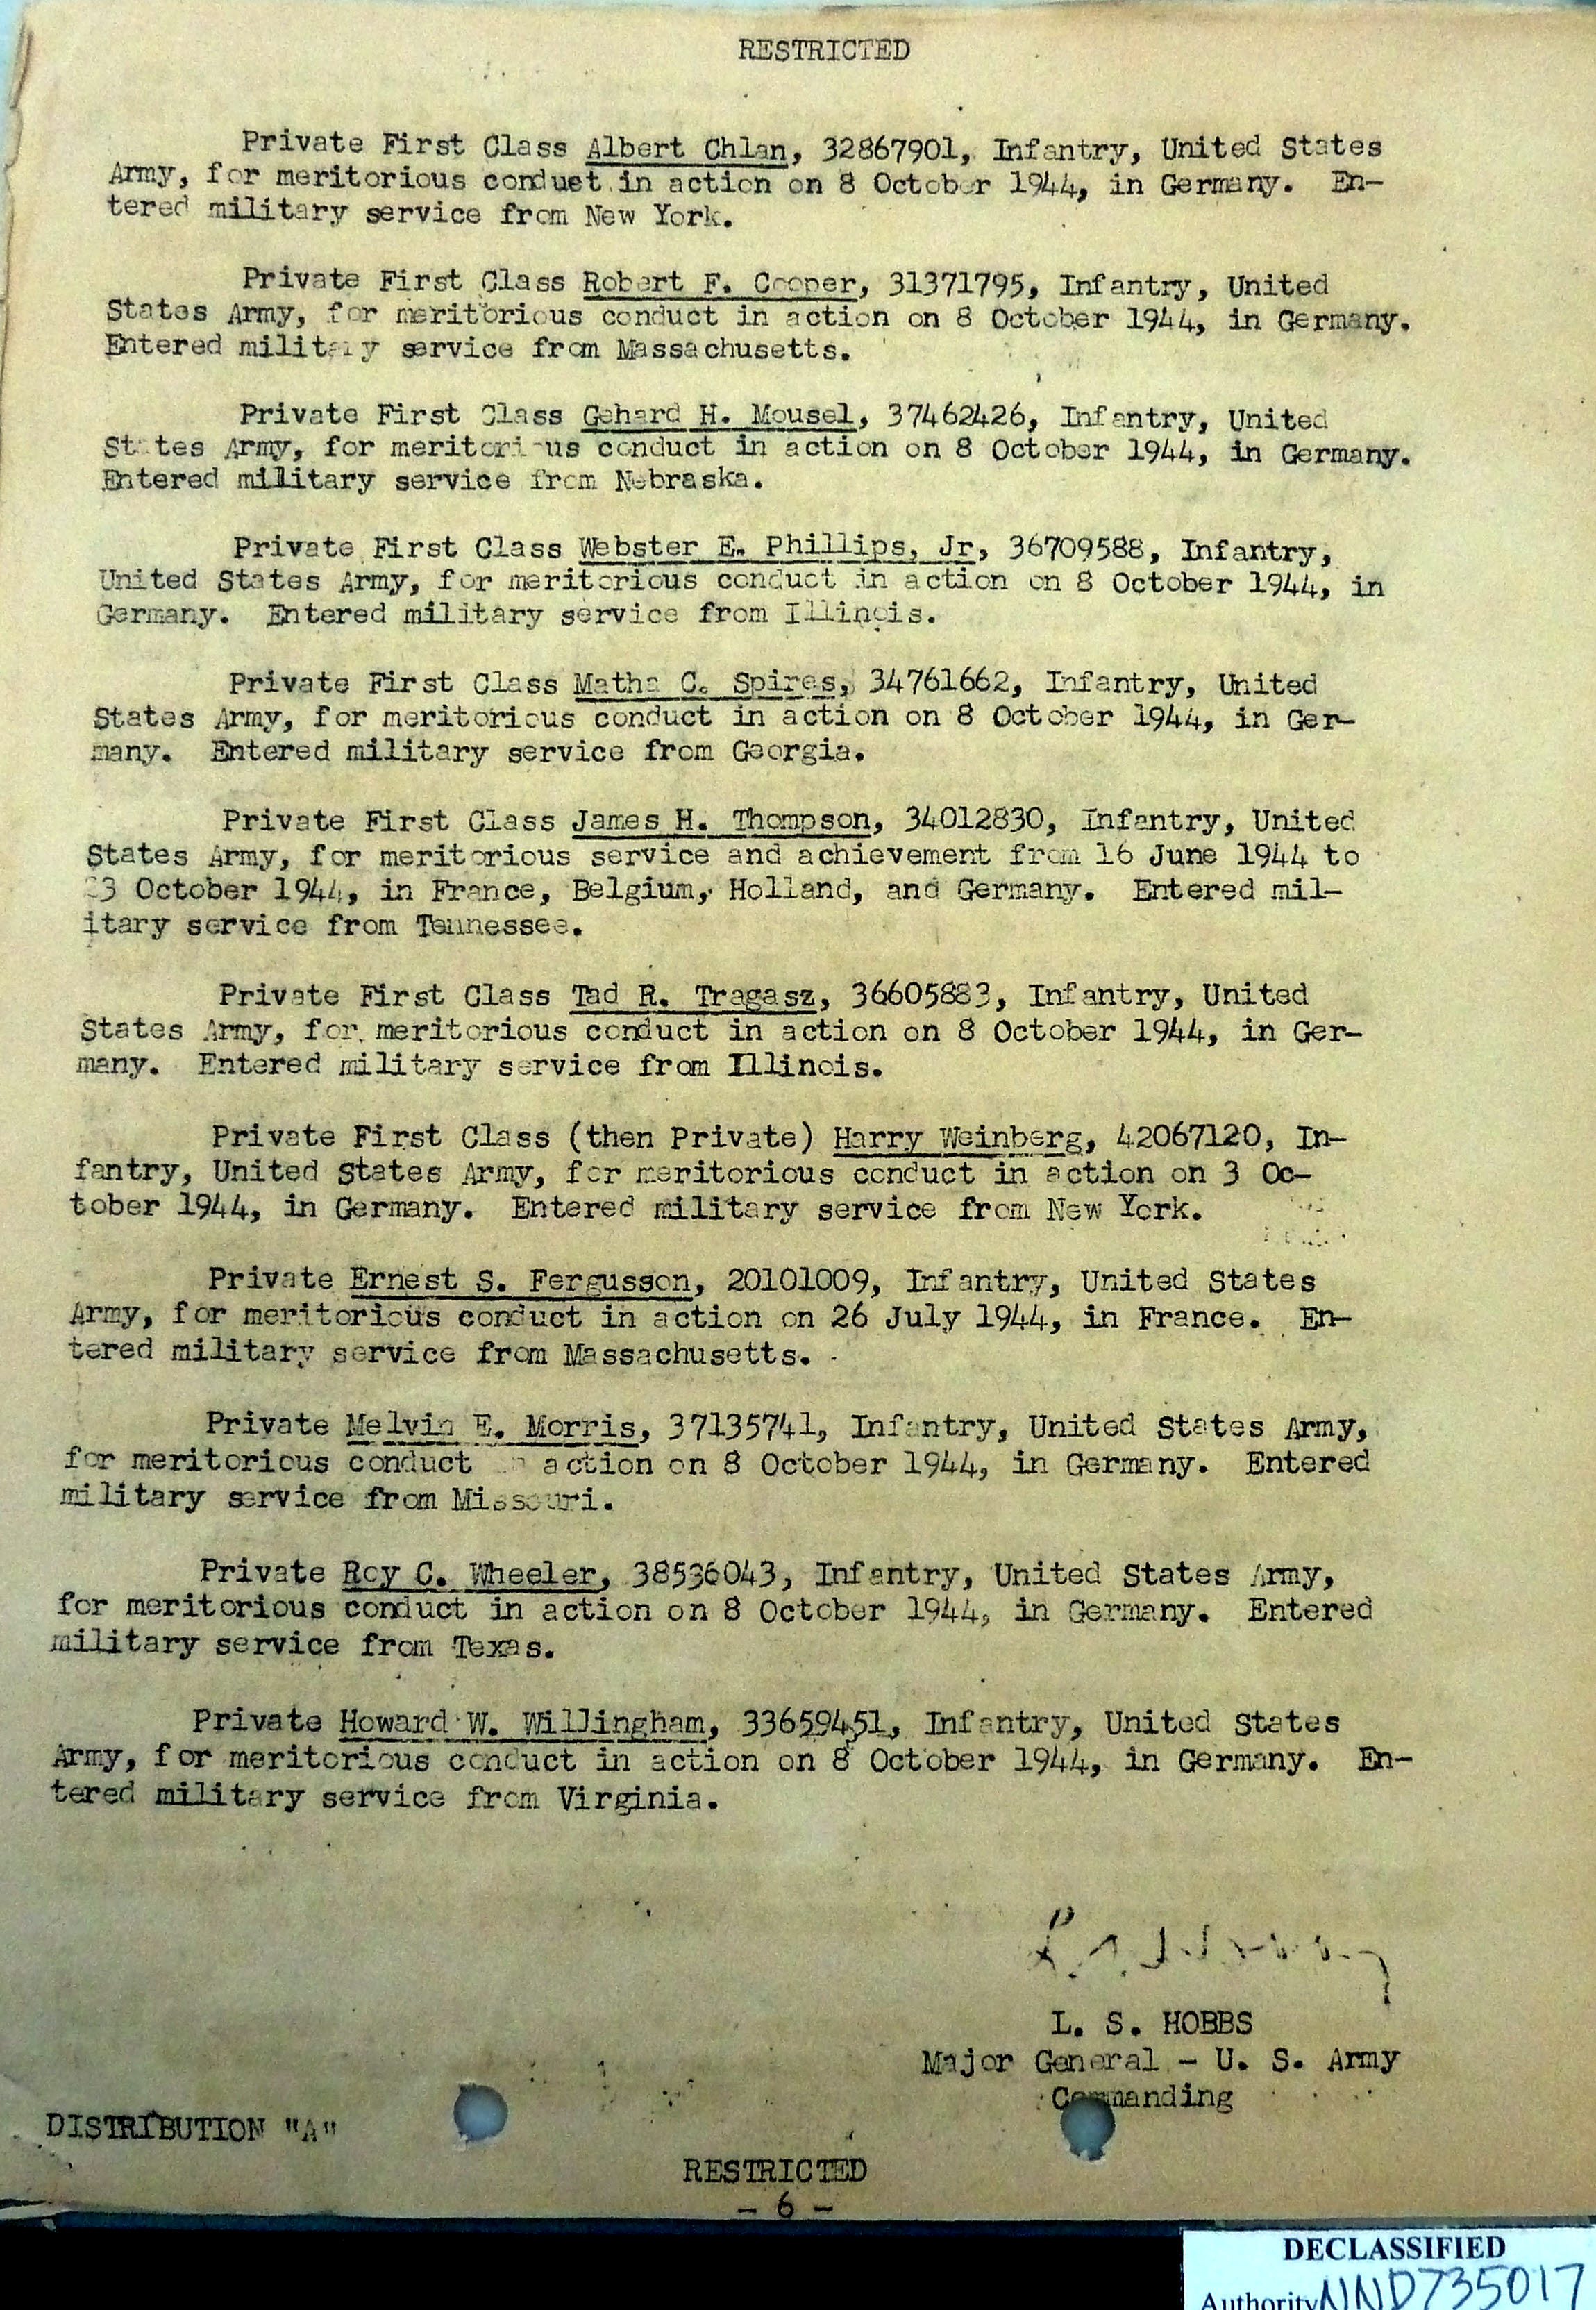 RESTRICTED
Private First Class Albert Chlan, 32867901, Infantry, United States
Army, for meritorious conduct in action on 8 October 1944, in Germany. En-
tered military service from New York.
Private First Class Robert F. Cooper, 31371795, Infantry, United
States Army, for meritorious conduct in action on 8 October 1944, in Germany.
Entered military service from Massachusetts.
Private First Class Gehard H. Mousel, 37462426, Infantry, United
States Army, for meritorious conduct in action on 8 October 1944, in Germany.
Entered military service from Nebraska.
Private First Class Webster E. Phillips, Jr, 36709588, Infantry,
United States Army, for meritorious conduct in action on 8 October 1944, in
Germany. Entered military service from Illinois.
Private First Class C. Spires, 34761662, Infantry, United
States Army, for meritorious conduct in action on 8 October 1944, in Ger-
many. Entered military service from Georgia.
Private First Class James H. Thompson, 34012830, Infantry, United
States Army, for meritorious service and achievement from 16 June 1944 to
October 1944, in France, Belgium, Holland, and Germany. Entered mil-
itary service from Tennessee.
Private First Class Tad R. Tragasz, 36605883, Infantry, United
States Army, for meritorious conduct in action on 8 October 1944, in Ger-
many. Entered military service from Illinois.
Private First Class (then Private) Harry Weinberg, 42067120, In-
fantry, United States Army, for meritorious conduct in action on 3 Oc-
tober 1944, in Germany. Entered military service from New York.
Private Ernest S. Fergusson, 20101009, Infantry, United States
Army, for meritorious conduct in action on 26 July 1944, in France. En-
tered military service from Massachusetts.
Private Melvin E. Morris, 37135741, Infantry, United States Army,
for meritorious conduct action on 8 October 1944, in Germany. Entered
military service from Missouri.
Private Roy C. Wheeler, 38536043, Infantry, United States Army,
for meritorious conduct in action on 8 October 1944, in Germany. Entered
military service from Texas.
Private Howard W. Willingham, 33659451, Infantry, United States
Army, for meritorious conduct in action on 8 October 1944, in Germany. En-
tered military service from Virginia.
L. S. HOBBS
Major General - U. S. Army
Commanding
DISTRIBUTION "A"
RESTRICTED
- 6 -
DECLASSIFIED
Authority NND735017